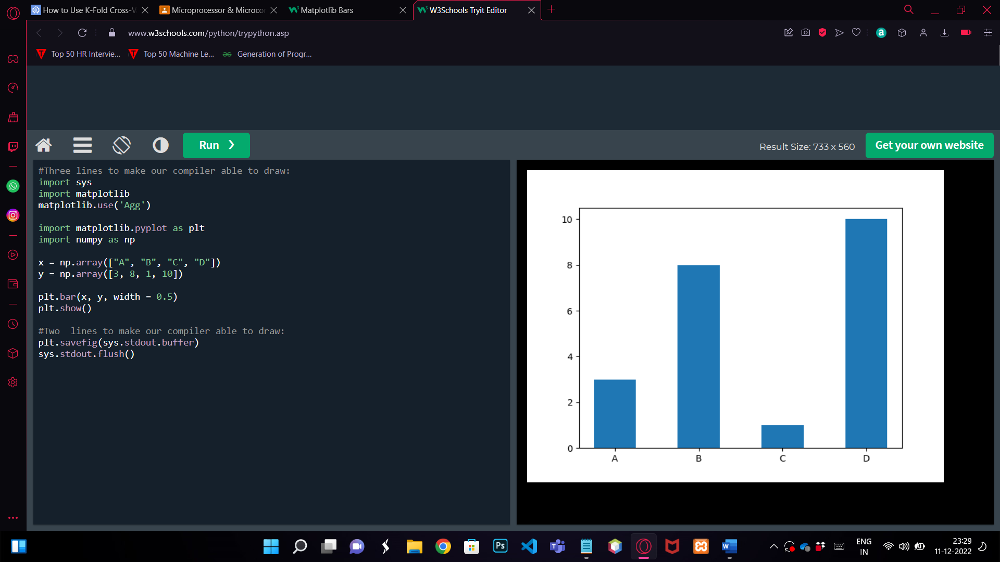 How to Use K-Fold Cross-V
Microprocessor & Microcor
Matplotlib Bars
W3Schools Tryit Editor
www.w3schools.com/python/trypython.asp
Top 50 HR Intervie...
Top 50 Machine Le...
Generation of Progr...
Run ❯
Result Size: 733 x 560
Get your own website
#Three lines to make our compiler able to draw:
import sys
import matplotlib
matplotlib.use('Agg')
import matplotlib.pyplot as plt
import numpy as np
x = np.array(["A", "B", "C", "D"])
y = np.array([3, 8, 1, 10])
plt.bar(x, y, width = 0.5)
plt.show()
#Two  lines to make our compiler able to draw:
plt.savefig(sys.stdout.buffer)
sys.stdout.flush()
10
8
6
4
2
0
A B C D
ENG
IN
23:29
11-12-2022